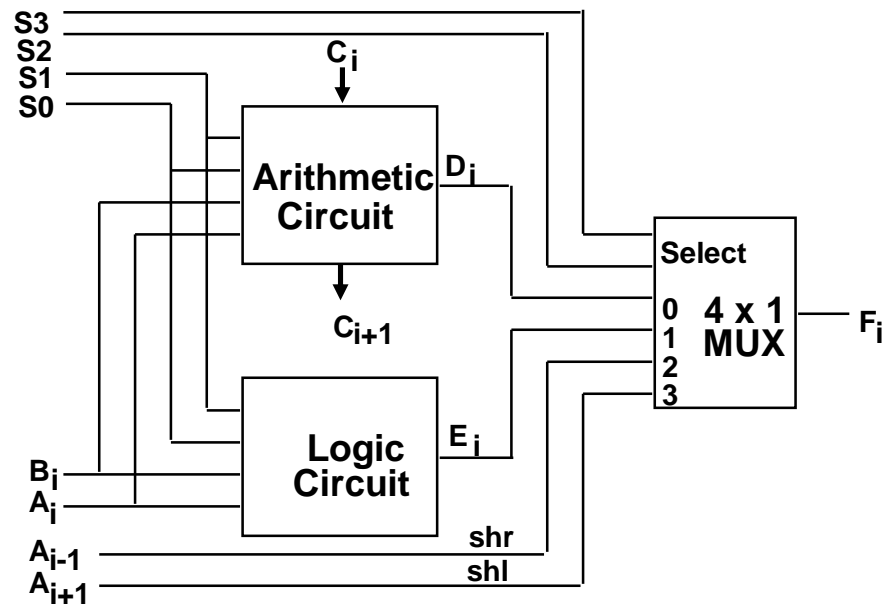 S3
S2
S1
S0
Ci
Arithmetic
Circuit
Di
Ci+1
Select
0
1
2
3
4 x 1
MUX
Fi
Logic
Circuit
Ei
Bi
Ai
Ai-1
shr
Ai+1
shl